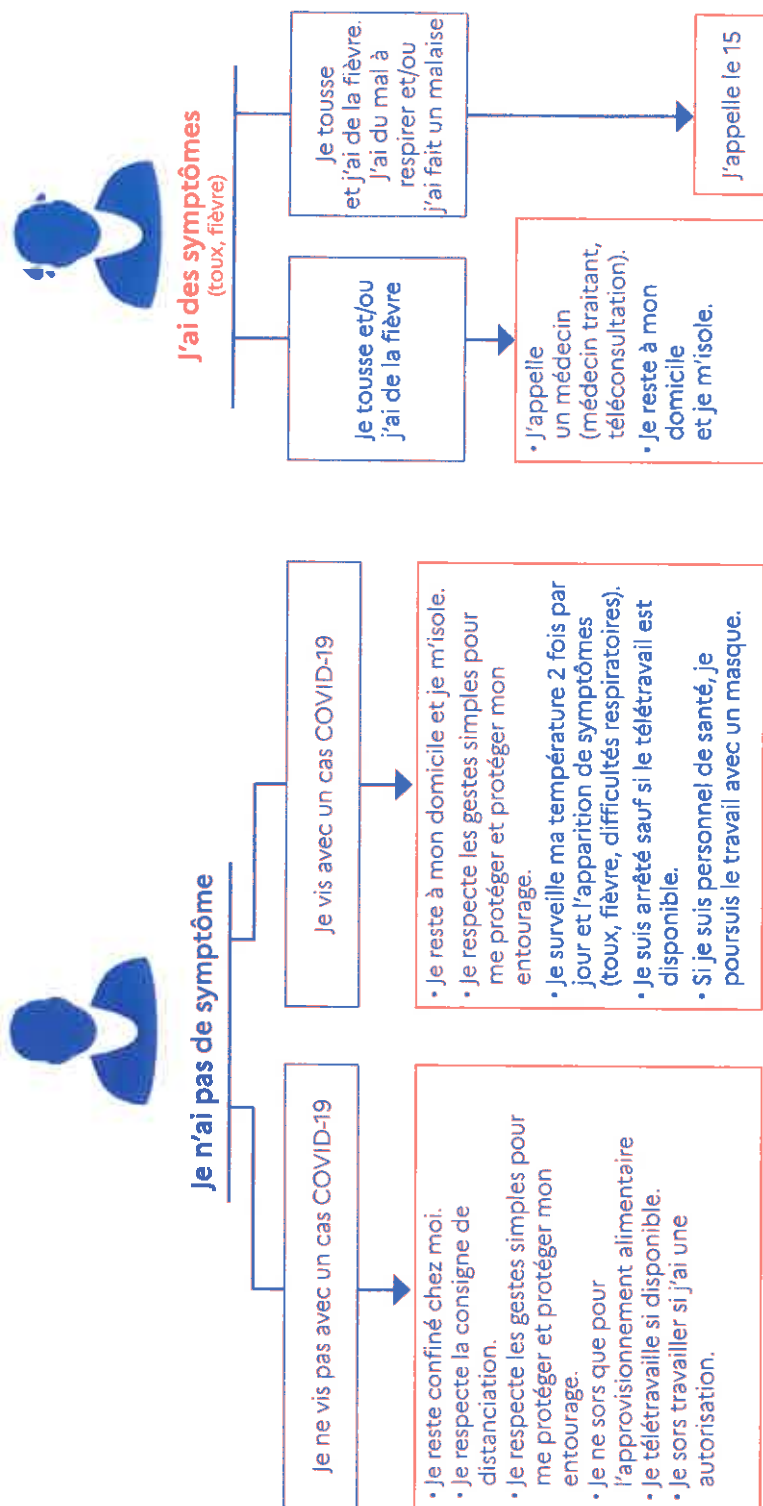 Je n'ai pas de symptôme
Je ne vis pas avec un cas COVID-19
• Je reste confiné chez moi.
• Je respecte la consigne de
distanciation.
• Je respecte les gestes simples pour
me protéger et protéger mon
entourage.
• Je ne sors que pour
l'approvisionnement alimentaire
• Je télétravaille si disponible.
• Je sors travailler si j'ai une
autorisation.
Je vis avec un cas COVID-19
• Je reste à mon domicile et je m'isole.
• Je respecte les gestes simples pour
me protéger et protéger mon
entourage.
• Je surveille ma température 2 fois par
jour et l'apparition de symptômes
(toux, fièvre, difficultés respiratoires).
• Je suis arrêté sauf si le télétravail est
disponible.
• Si je suis personnel de santé, je
poursuis le travail avec un masque.
J'ai des symptômes
(toux, fièvre)
Je tousse et/ou
j'ai de la fièvre
• J'appelle
un médecin
(médecin traitant,
téléconsultation).
• Je reste à mon
domicile
et je m'isole.
Je tousse
et j'ai de la fièvre.
J'ai du mal à
respirer et/ou
j'ai fait un malaise
J'appelle le 15